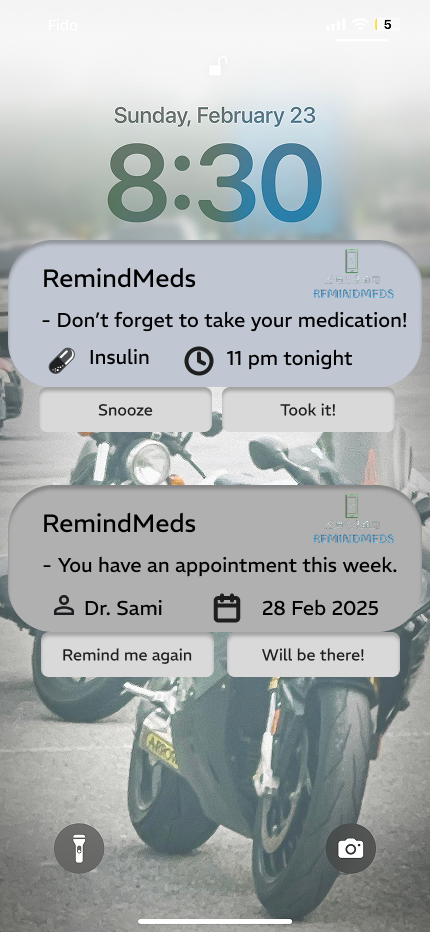 Fido
5
Sunday, February 23
8:30
RemindMeds
REMINDMEDS
- Don’t forget to take your medication!
Insulin
11 pm tonight
Snooze
Took it!
RemindMeds
REMINDMEDS
- You have an appointment this week.
Dr. Sami
28 Feb 2025
Remind me again
Will be there!